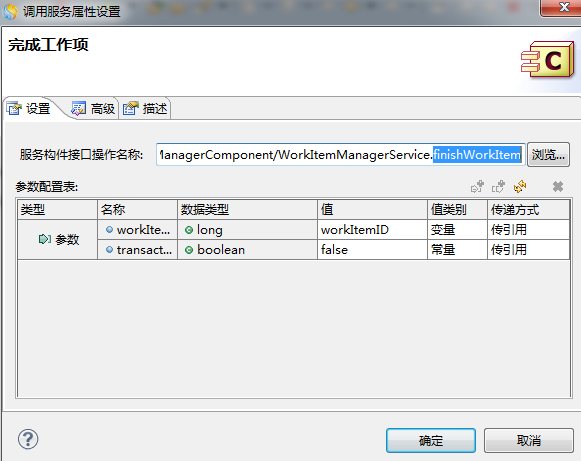 调用服务属性设置
完成工作项
C
设置 高级 描述
服务构件接口操作名称: ManagerComponent/WorkItemManagerService.finishWorkItem 浏览...
参数配置表:
类型 名称 数据类型 值 值类别 传递方式
参数 workIte... long workItemID 变量 传引用
transact... boolean false 常量 传引用
? 确定 取消